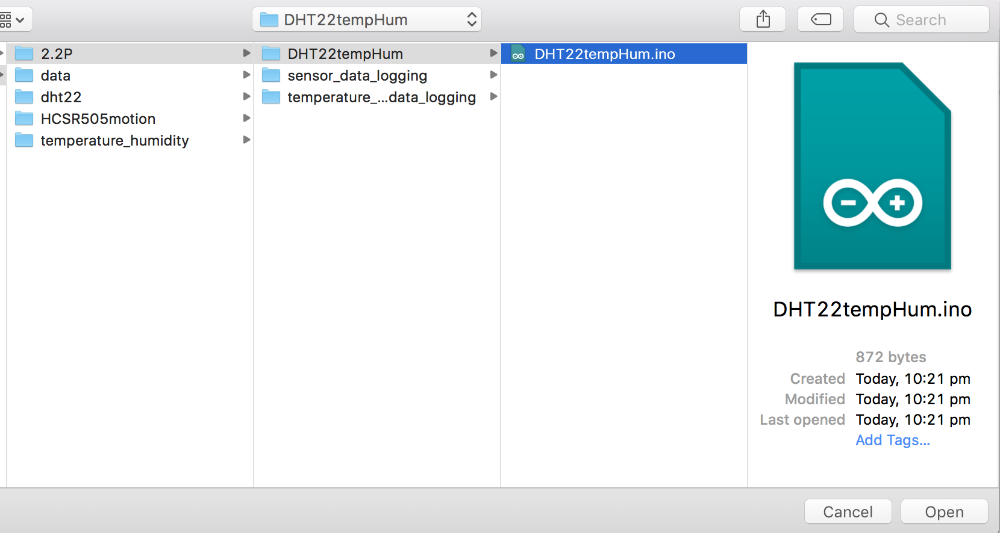 DHT22tempHum
Search
2.2P
data
dht22
HCSR505motion
temperature_humidity
DHT22tempHum
sensor_data_logging
temperature_...data_logging
DHT22tempHum.ino
DHT22tempHum.ino
872 bytes
Created Today, 10:21 pm
Modified Today, 10:21 pm
Last opened Today, 10:21 pm
Add Tags...
Cancel
Open